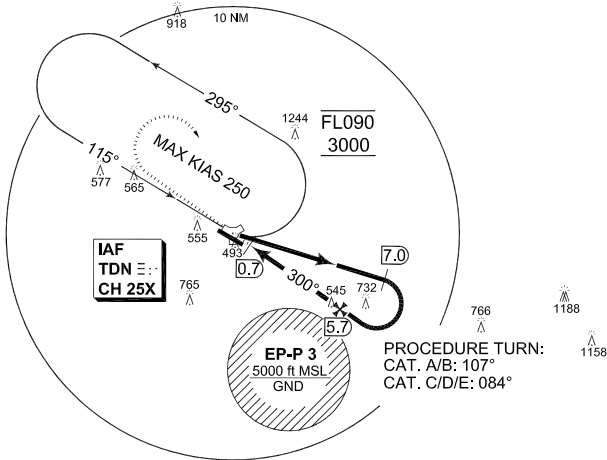 918
10 NM
295°
1244
FL090
3000
MAX KIAS 250
115°
577
565
555
493
IAF
TDN
CH 25X
0.7
7.0
300°
765
545
732
5.7
766
1188
1158
EP-P 3
5000 ft MSL
GND
PROCEDURE TURN:
CAT. A/B: 107°
CAT. C/D/E: 084°